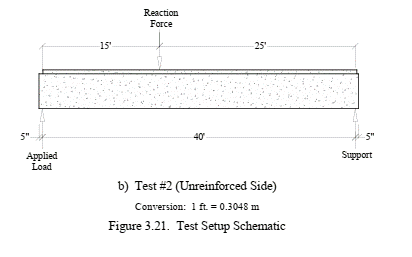 Reaction
Force
15'
25'
5"
40'
5"
Applied
Load
Support
b) Test #2 (Unreinforced Side)
Conversion: 1 ft. = 0.3048 m
Figure 3.21. Test Setup Schematic